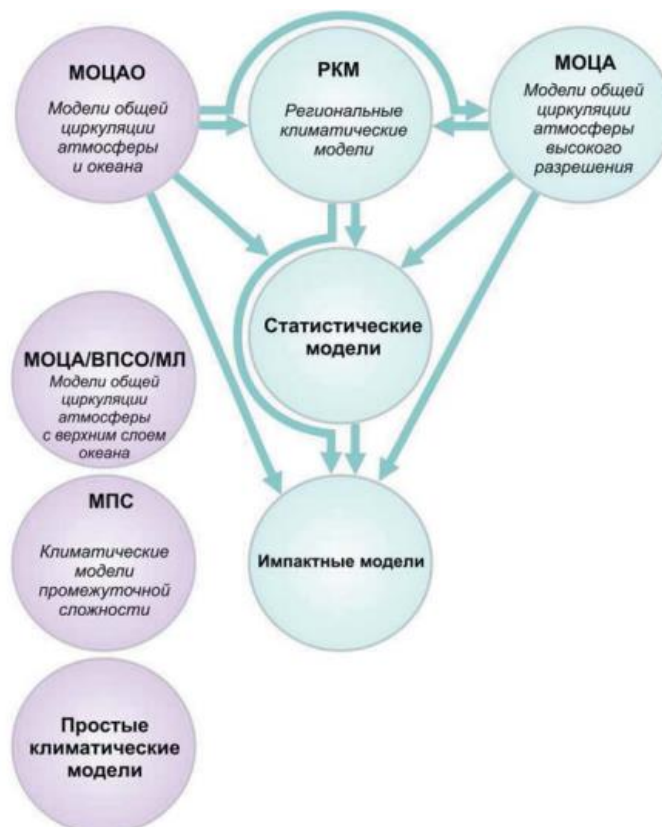 МОЦАО
Модели общей
циркуляции
атмосферы
и океана
РКМ
Региональные
климатические
модели
МОЦА
Модели общей
циркуляции
атмосферы
высокого
разрешения
Статистические
модели
МОЦА/ВПСО/МЛ
Модели общей
циркуляции
атмосферы
с верхним слоем
океана
МПС
Климатические
модели
промежуточной
сложности
Импактные модели
Простые
климатические
модели